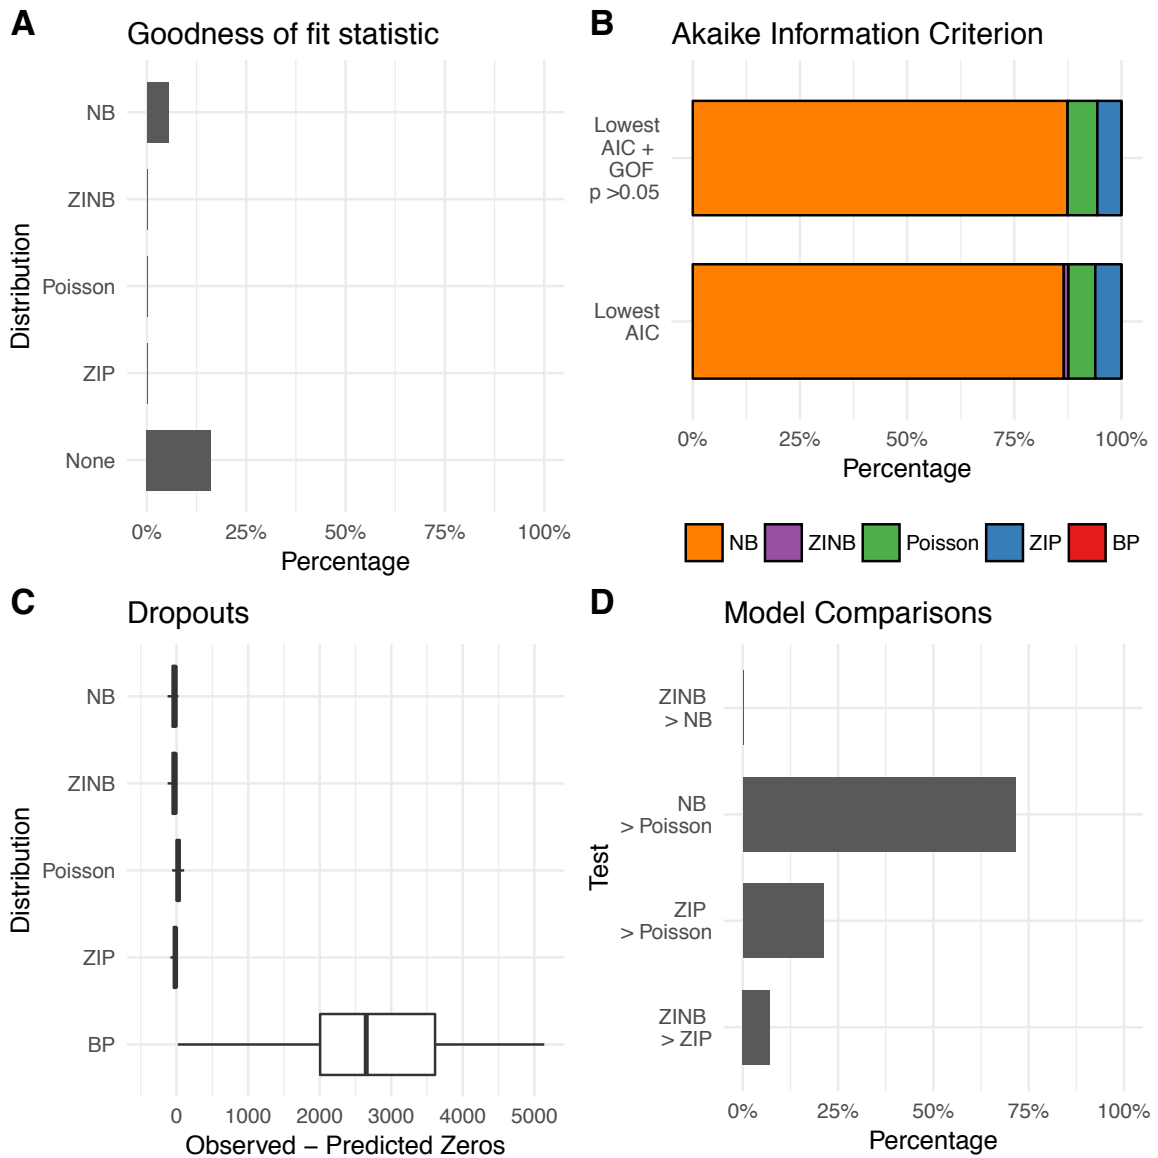 A
Goodness of fit statistic
Distribution
NB
ZINB
Poisson
ZIP
None
0%
25%
50%
75%
100%
Percentage
B
Akaike Information Criterion
Lowest
AIC +
GOF
p >0.05
Lowest
AIC
0%
25%
50%
75%
100%
Percentage
NB
ZINB
Poisson
ZIP
BP
C
Dropouts
Distribution
NB
ZINB
Poisson
ZIP
BP
0
1000
2000
3000
4000
5000
Observed − Predicted Zeros
D
Model Comparisons
Test
ZINB
> NB
NB
> Poisson
ZIP
> Poisson
ZINB
> ZIP
0%
25%
50%
75%
100%
Percentage